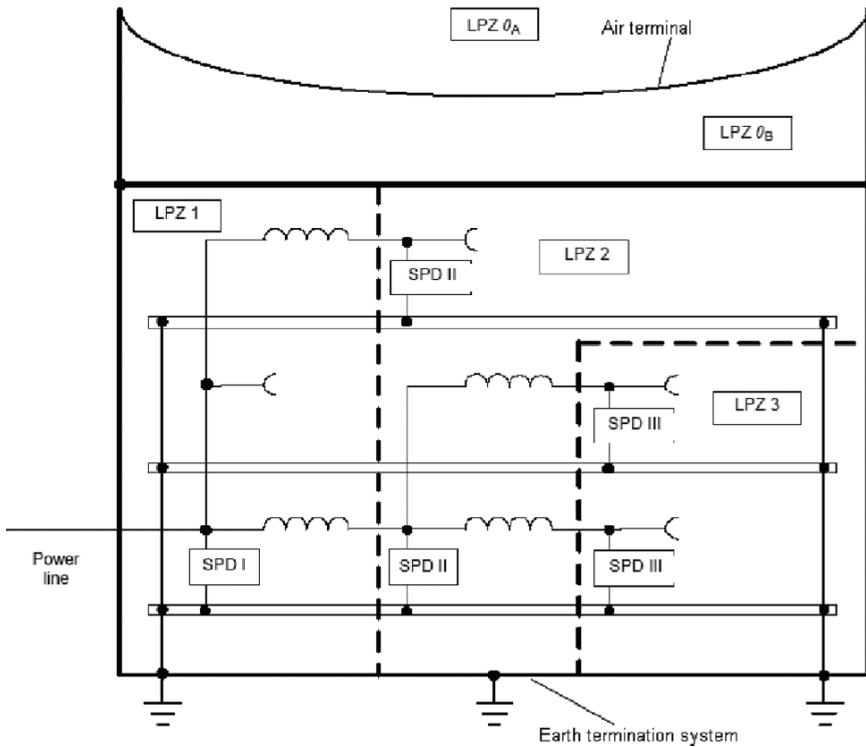 LPZ 0A
Air terminal
LPZ 0B
LPZ 1
LPZ 2
SPD II
LPZ 3
SPD III
Power
line
SPD I
SPD II
SPD III
Earth termination system